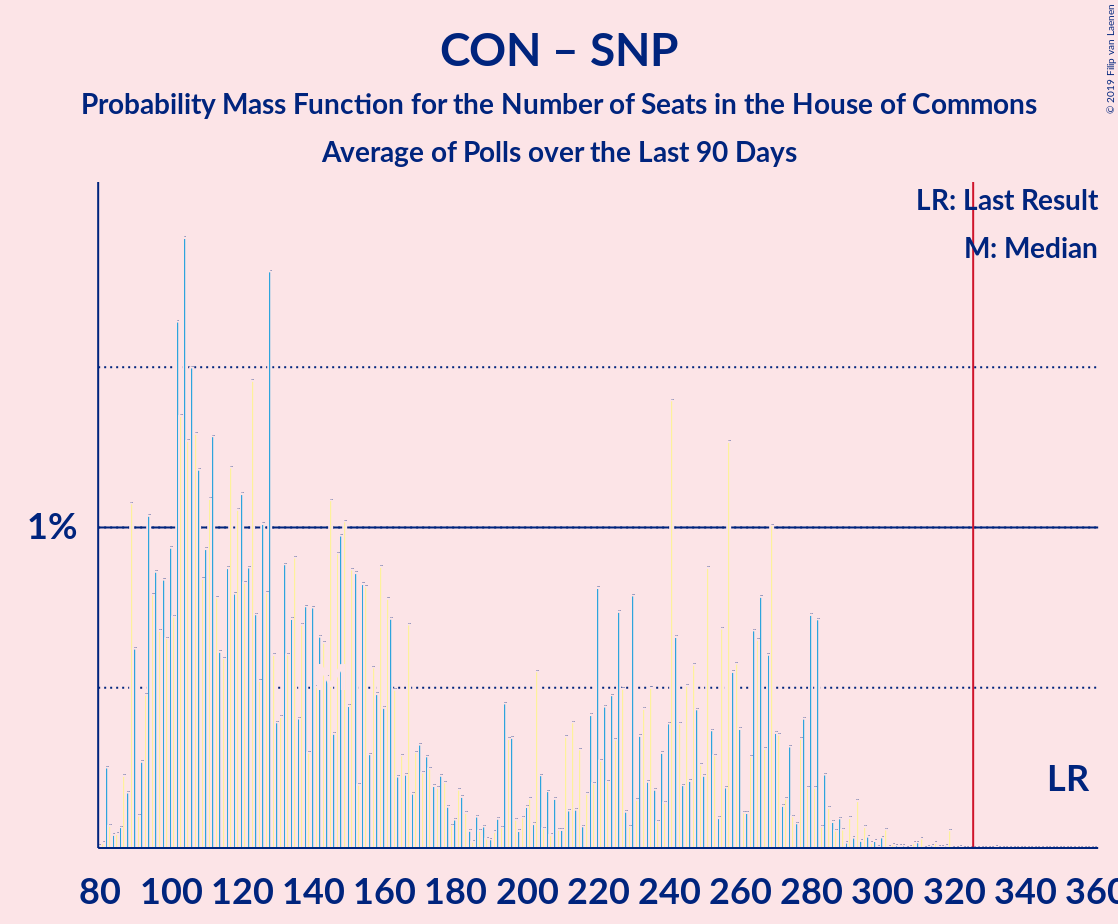 CON – SNP
Probability Mass Function for the Number of Seats in the House of Commons
Average of Polls over the Last 90 Days
© 2019 Filip van Laenen
LR: Last Result
M: Median
1%
LR
80 100 120 140 160 180 200 220 240 260 280 300 320 340 360